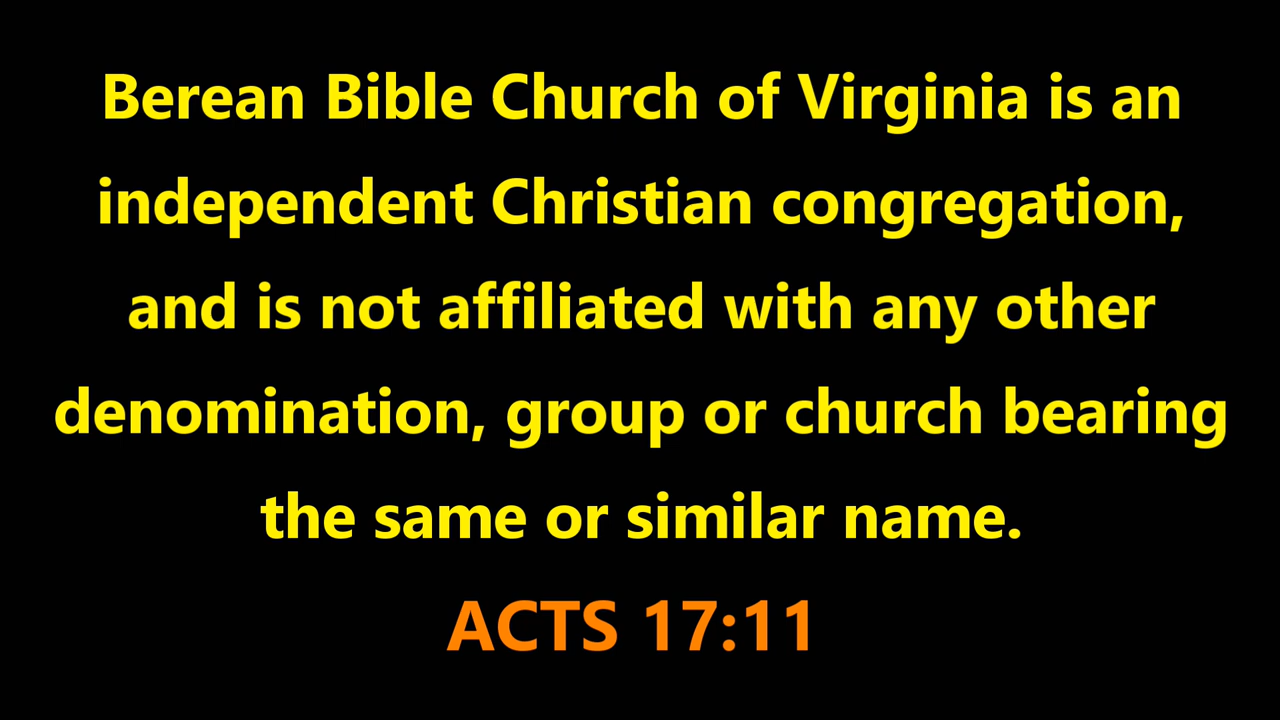 Berean Bible Church of Virginia is an
independent Christian congregation,
and is not affiliated with any other
denomination, group or church bearing
the same or similar name.
ACTS 17:11